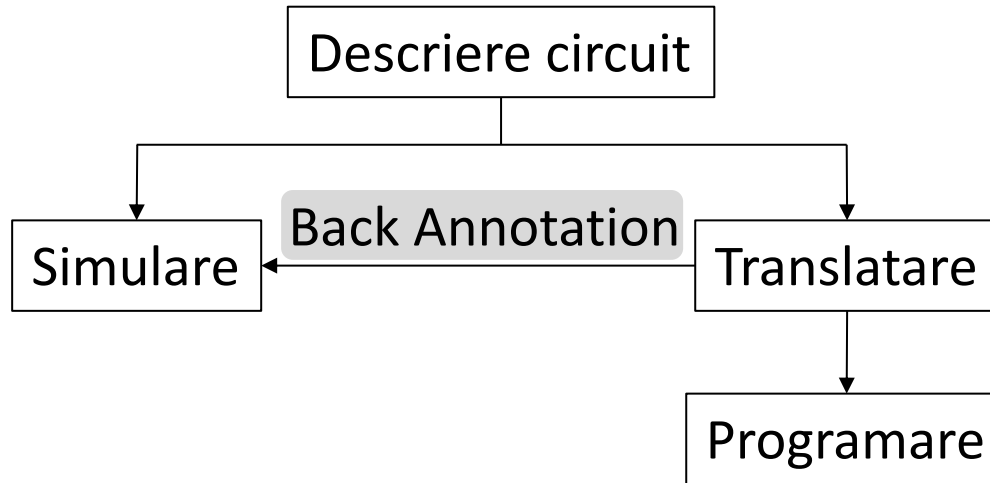 Descriere circuit
Back Annotation
Simulare
Translatare
Programare